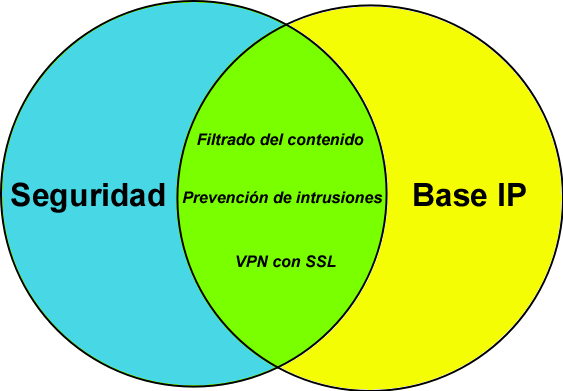 Filtrado del contenido
Seguridad
Prevención de intrusiones
Base IP
VPN con SSL